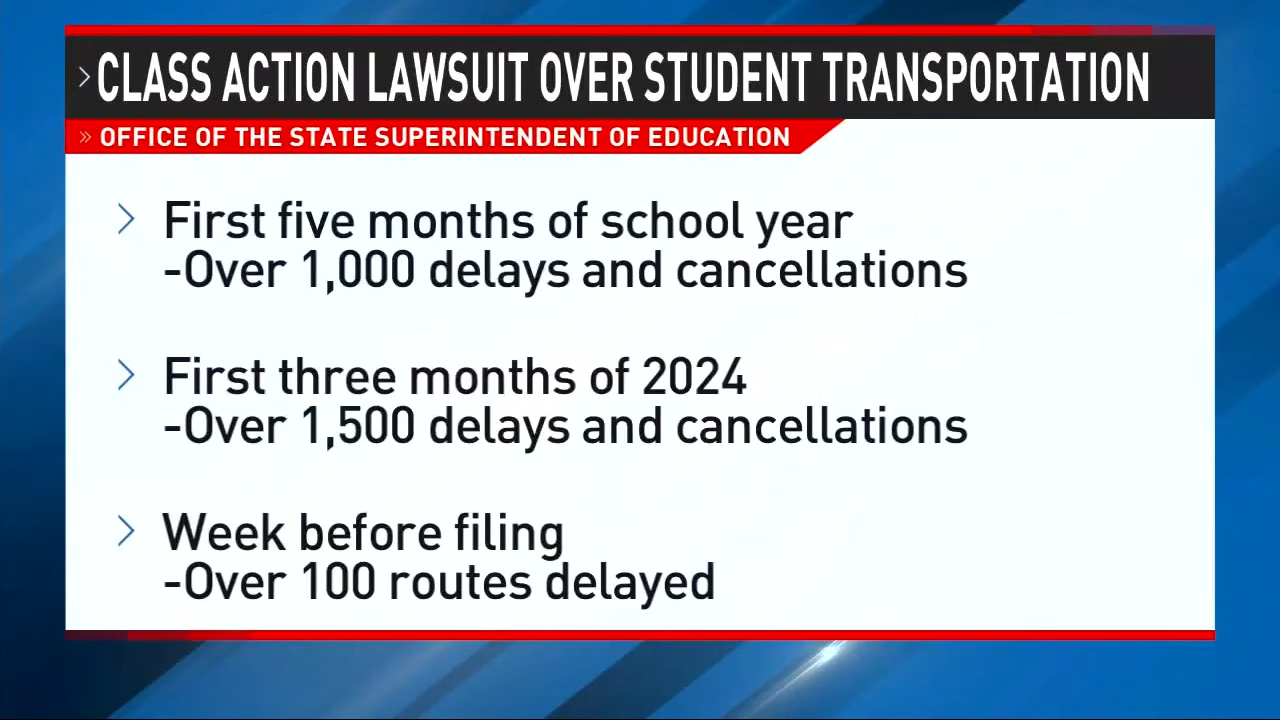 CLASS ACTION LAWSUIT OVER STUDENT TRANSPORTATION
OFFICE OF THE STATE SUPERINTENDENT OF EDUCATION
First five months of school year
-Over 1,000 delays and cancellations
First three months of 2024
-Over 1,500 delays and cancellations
Week before filing
-Over 100 routes delayed